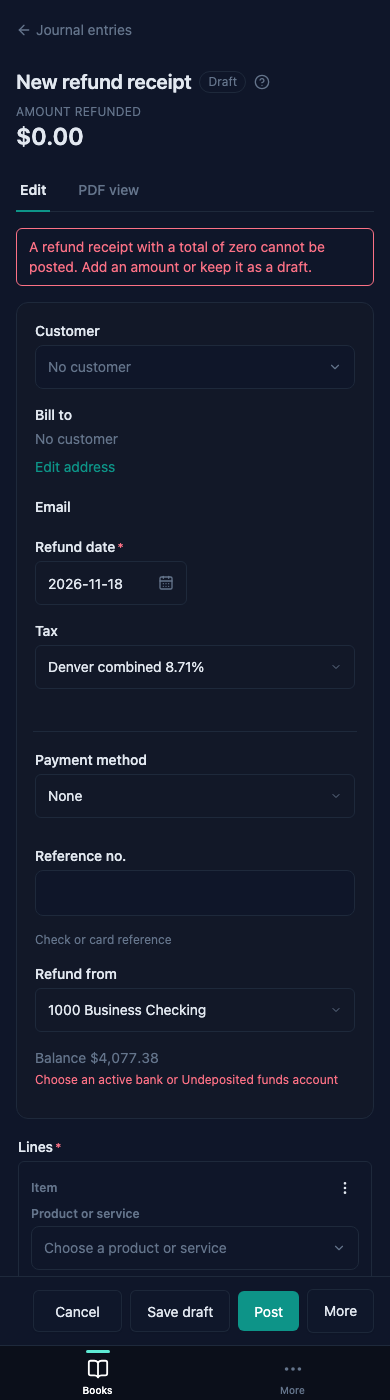 Journal entries
New refund receipt Draft
AMOUNT REFUNDED
$0.00
Edit PDF view
A refund receipt with a total of zero cannot be
posted. Add an amount or keep it as a draft.
Customer
No customer
Bill to
No customer
Edit address
Email
Refund date*
2026-11-18
Tax
Denver combined 8.71%
Payment method
None
Reference no.
Check or card reference
Refund from
1000 Business Checking
Balance $4,077.38
Choose an active bank or Undeposited funds account
Lines*
Item
Product or service
Choose a product or service
Cancel Save draft Post More
Books More